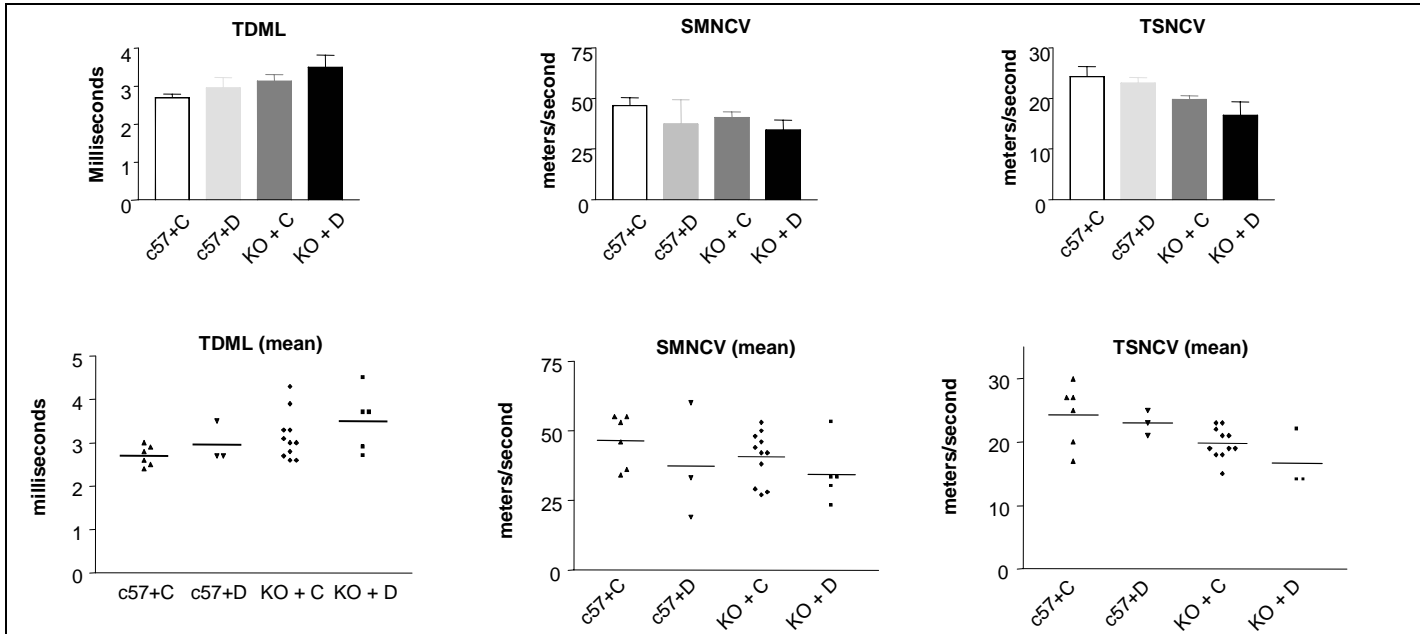 TDML
Milliseconds
4
3
2
1
0
c57+C
c57+D
KO + C
KO + D
SMNCV
meters/second
75
50
25
0
c57+C
c57+D
KO + C
KO + D
TSNCV
meters/second
30
20
10
0
c57+C
c57+D
KO + C
KO + D
TDML (mean)
milliseconds
5
4
3
2
1
0
c57+C
c57+D
KO + C
KO + D
SMNCV (mean)
meters/second
75
50
25
0
c57+C
c57+D
KO + C
KO + D
TSNCV (mean)
meters/second
30
20
10
0
c57+C
c57+D
KO + C
KO + D